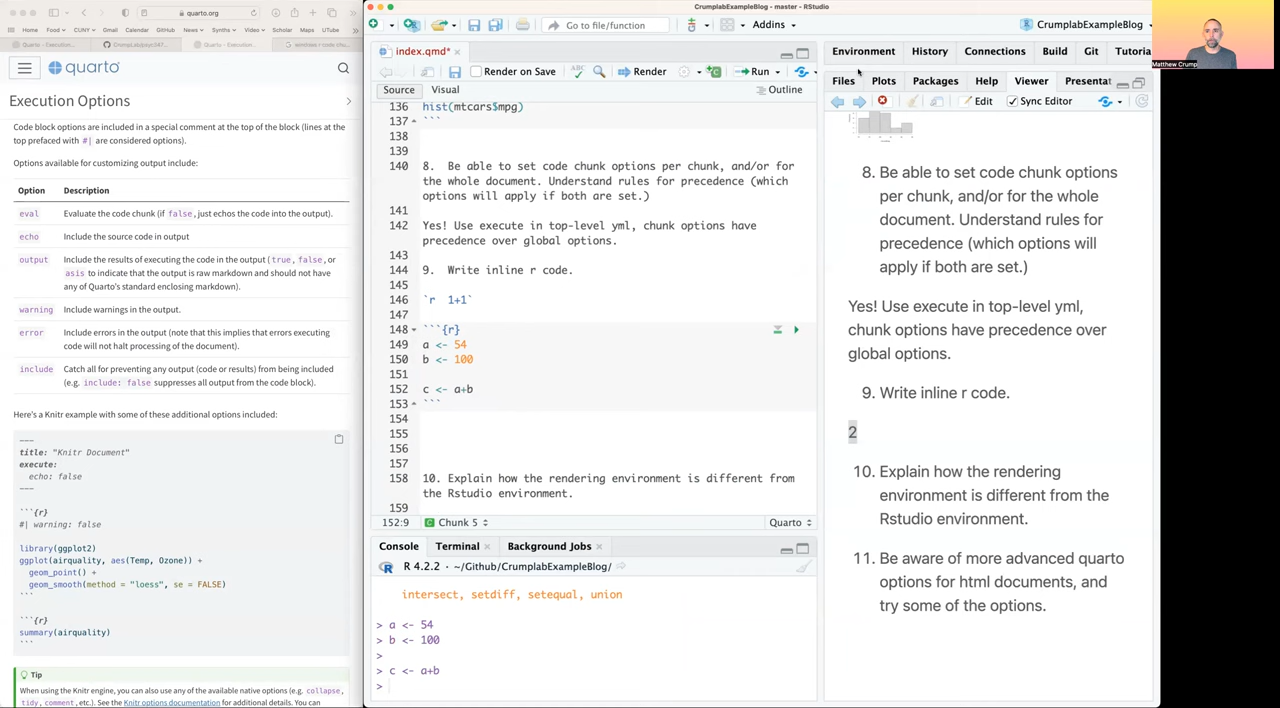 quarto.org
Home
Food
CUNY
Gmail
Calendar
GitHub
News
Synths
Video
Scholar
Maps
UTube
Quarto - Execution...
Quarto - Execution...
quarto
Execution Options
Code block options are included in a special comment at the top of the block (lines at the top prefaced with #| are considered options).
Options available for customizing output include:
Option Description
eval Evaluate the code chunk (if false, just echos the code into the output).
echo Include the source code in output
output Include the results of executing the code in the output (true, false, or
asis to indicate that the output is raw markdown and should not have
any of Quarto's standard enclosing markdown).
warning Include warnings in the output.
error Include errors in the output (note that this implies that errors executing
code will not halt processing of the document).
include Catch all for preventing any output (code or results) from being included
(e.g. include: false suppresses all output from the code block).
Here's a Knitr example with some of these additional options included:
---
title: "Knitr Document"
execute:
echo: false
---
```{r}
#| warning: false
library(ggplot2)
ggplot(airquality, aes(Temp, Ozone)) +
geom_point() +
geom_smooth(method = "loess", se = FALSE)
```
```{r}
summary(airquality)
```
Tip
When using the Knitr engine, you can also use any of the available native options (e.g. collapse,
tidy, comment, etc.). See the Knitr options documentation for additional details. You can
CrumplabExampleBlog - master - RStudio
Go to file/function
Addins
CrumplabExampleBlog
index.qmd*
Render on Save
ABC
Render
Run
Source
Visual
Outline
136 hist(mtcars$mpg)
137 ```
138
139
140 8. Be able to set code chunk options per chunk, and/or for
the whole document. Understand rules for precedence (which
options will apply if both are set.)
141
142 Yes! Use execute in top-level yml, chunk options have
precedence over global options.
143
144 9. Write inline r code.
145
146 `r 1+1`
147
148 ```{r}
149 a <- 54
150 b <- 100
151
152 c <- a+b
153 ```
154
155
156
157
158 10. Explain how the rendering environment is different from
the Rstudio environment.
159
152:9
Chunk 5
Quarto
Console
Terminal
Background Jobs
R 4.2.2 · ~/Github/CrumplabExampleBlog/
intersect, setdiff, setequal, union
> a <- 54
> b <- 100
>
> c <- a+b
>
Environment
History
Connections
Build
Git
Tutoria
Files
Plots
Packages
Help
Viewer
Presentat
Edit
Sync Editor
8. Be able to set code chunk options
per chunk, and/or for the whole
document. Understand rules for
precedence (which options will
apply if both are set.)
Yes! Use execute in top-level yml,
chunk options have precedence over
global options.
9. Write inline r code.
2
10. Explain how the rendering
environment is different from the
Rstudio environment.
11. Be aware of more advanced quarto
options for html documents, and
try some of the options.
Matthew Crump